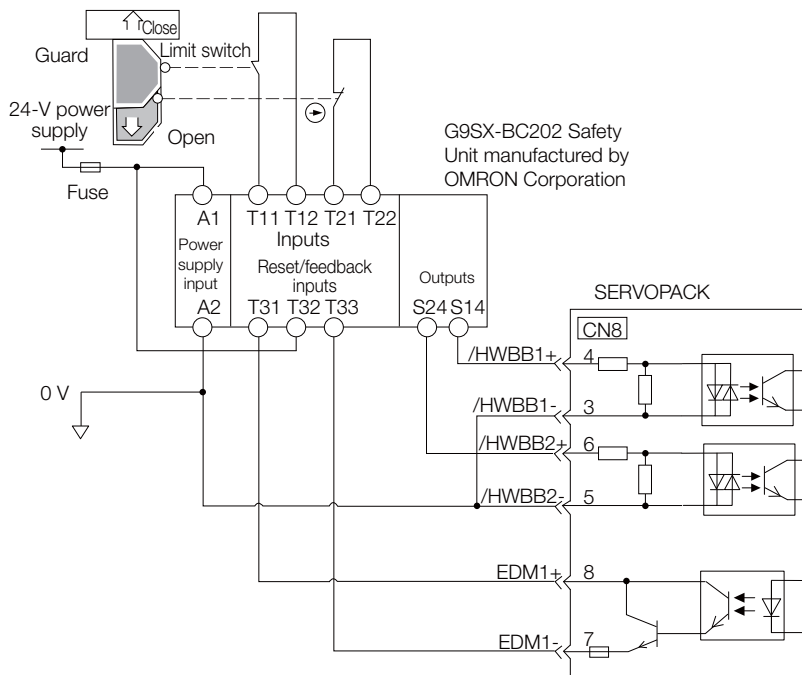 Close
Guard
Limit switch
24-V power
supply
Open
Fuse
G9SX-BC202 Safety
Unit manufactured by
OMRON Corporation
A1
T11
T12
T21
T22
Power
supply
input
Inputs
Reset/feedback
inputs
Outputs
A2
T31
T32
T33
S24
S14
SERVOPACK
CN8
/HWBB1+
4
0 V
/HWBB1-
3
/HWBB2+
6
/HWBB2-
5
EDM1+
8
EDM1-
7